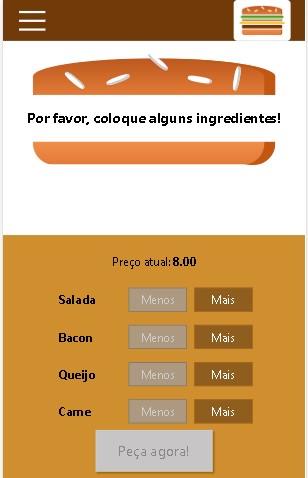 Por favor, coloque alguns ingredientes!
Preço atual: 8.00
Salada Menos Mais
Bacon Menos Mais
Queijo Menos Mais
Carne Menos Mais
Peça agora!